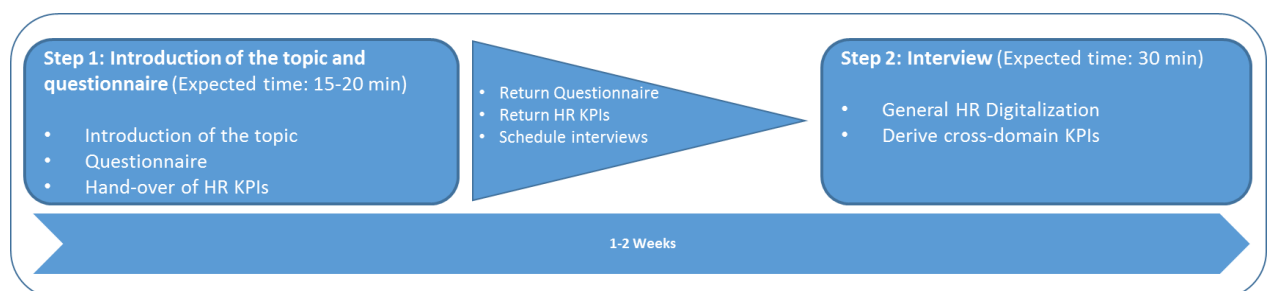 Step 1: Introduction of the topic and
questionnaire (Expected time: 15-20 min)
• Introduction of the topic
• Questionnaire
• Hand-over of HR KPIs
• Return Questionnaire
• Return HR KPIs
• Schedule interviews
Step 2: Interview (Expected time: 30 min)
• General HR Digitalization
• Derive cross-domain KPIs
1-2 Weeks